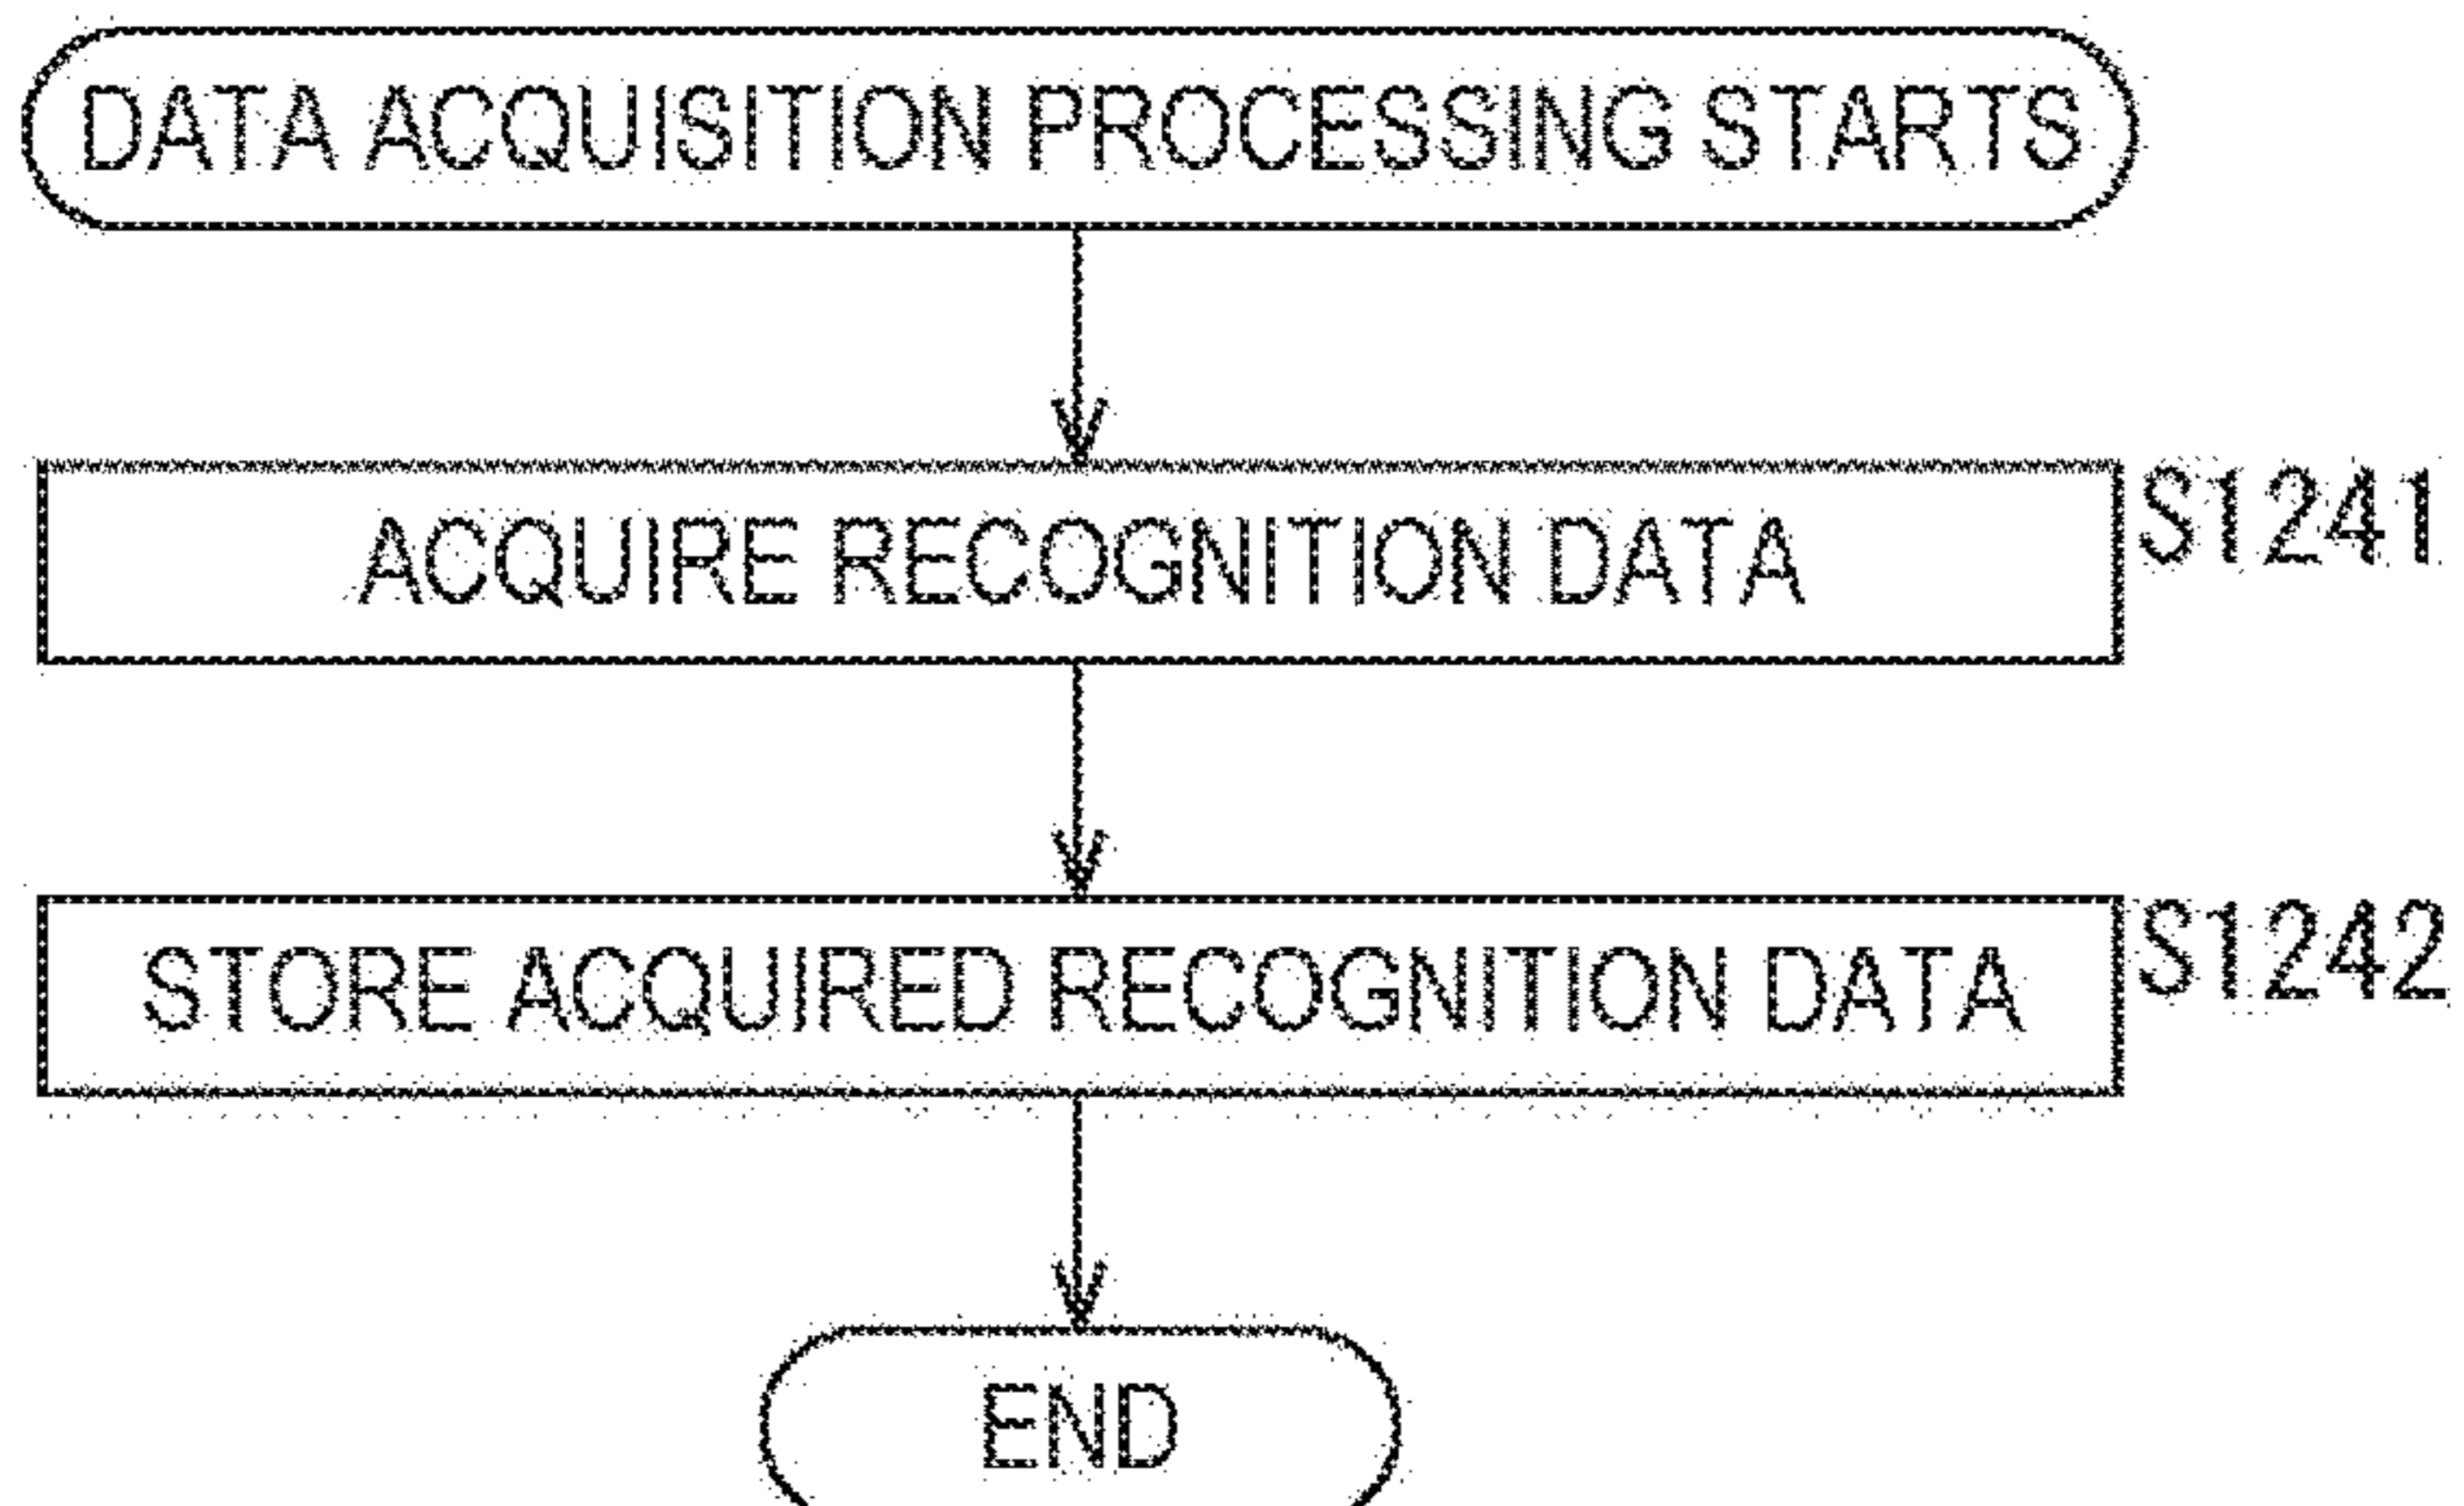 DATA ACQUISITION PROCESSING STARTS
ACQUIRE RECOGNITION DATA
S1241
STORE ACQUIRED RECOGNITION DATA
S1242
END